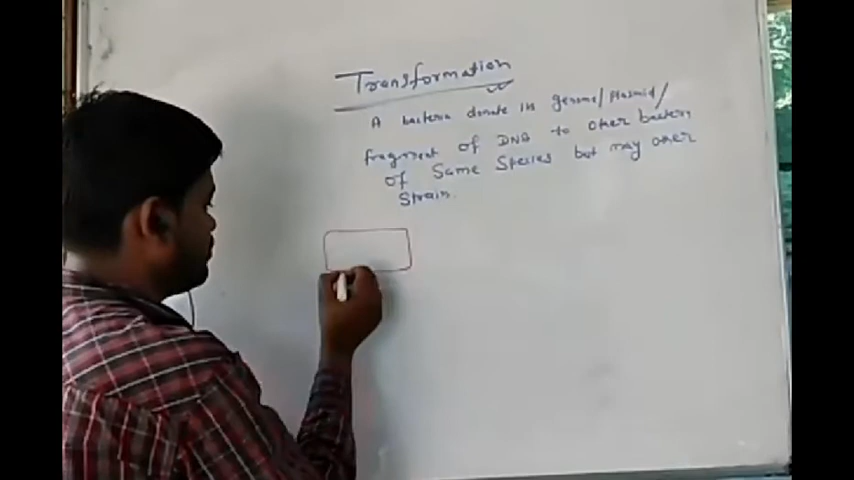 Transformation
A bacteria donate its genome/Plasmid/
fragment of DNA to other bacteria
of Same Species but may other
Strain.